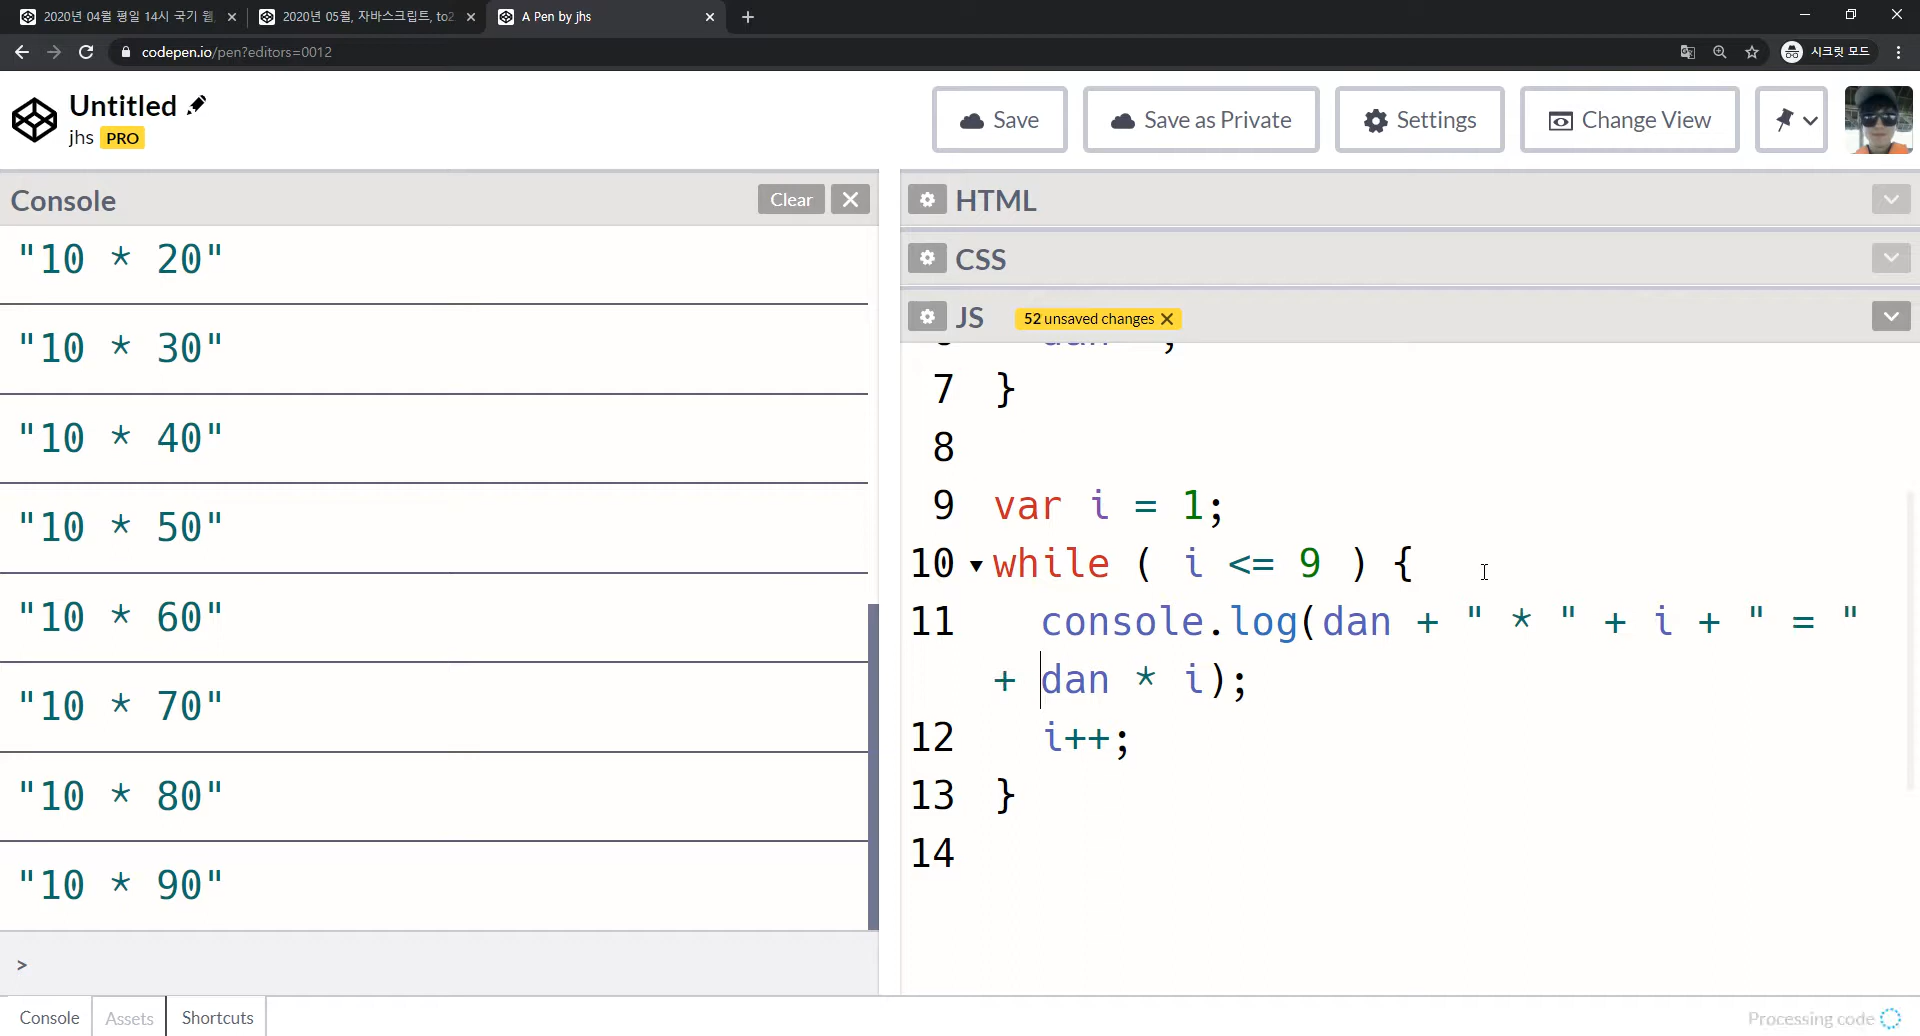 2020년 04월 평일 14시 국기 웹
2020년 05월, 자바스크립트, to2
A Pen by jhs
codepen.io/pen?editors=0012
시크릿 모드
Untitled
jhs PRO
Save
Save as Private
Settings
Change View
Console
Clear
"10 * 20"
"10 * 30"
"10 * 40"
"10 * 50"
"10 * 60"
"10 * 70"
"10 * 80"
"10 * 90"
>
HTML
CSS
JS 52 unsaved changes
7 }
8
9 var i = 1;
10 while ( i <= 9 ) {
11 console.log(dan + " * " + i + " = "
+ dan * i);
12 i++;
13 }
14
Console Assets Shortcuts
Processing code